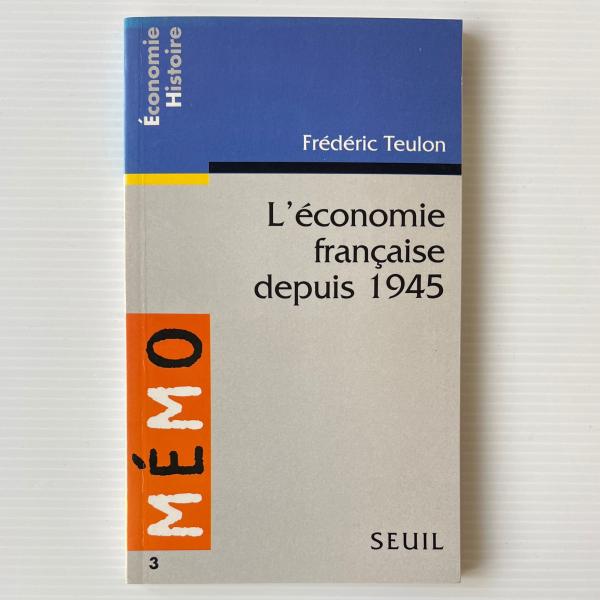 Économie
Histoire
Frédéric Teulon
L'économie
française
depuis 1945
MÉMO
3
SEUIL